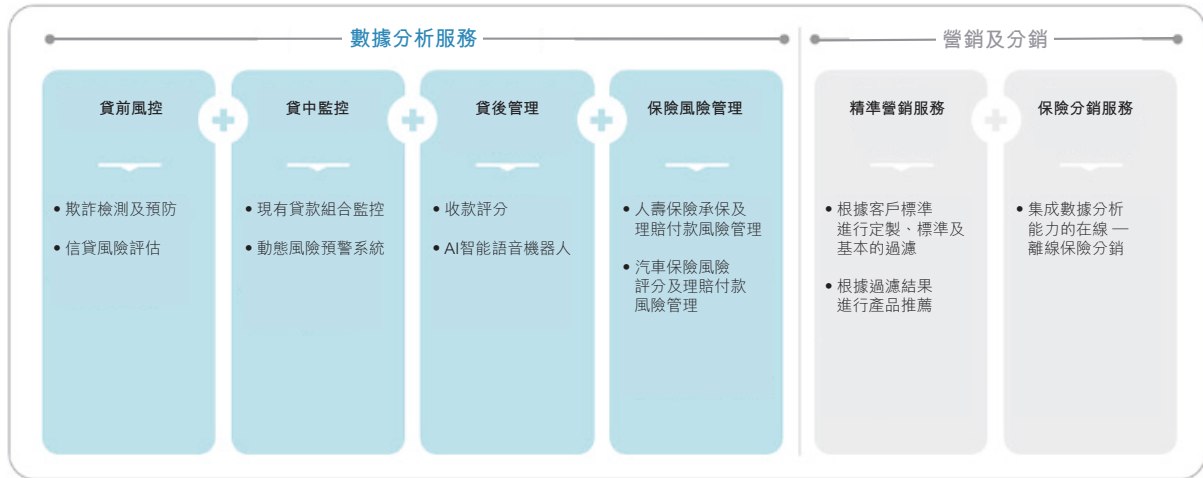 數據分析服務
營銷及分銷
貸前風控
貸中監控
貸後管理
保險風險管理
精準營銷服務
保險分銷服務
• 欺詐檢測及預防
• 信貸風險評估
• 現有貸款組合監控
• 動態風險預警系統
• 收款評分
• AI智能語音機器人
• 人壽保險承保及
理賠付款風險管理
• 汽車保險風險
評分及理賠付款
風險管理
• 根據客戶標準
進行定製、標準及
基本的過濾
• 根據過濾結果
進行產品推薦
• 集成數據分析
能力的在線 —
離線保險分銷